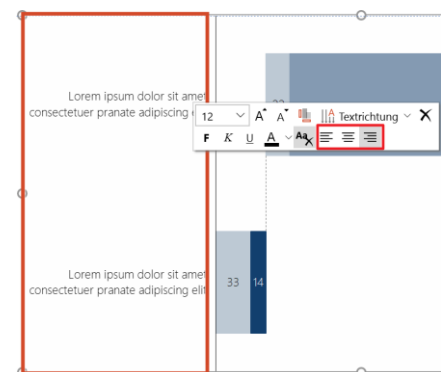 Lorem ipsum dolor sit amet
consectetuer pranate adipiscing
12
A A
Textrichtung
F K U A Aa
Lorem ipsum dolor sit amet
consectetuer pranate adipiscing elit
33 14